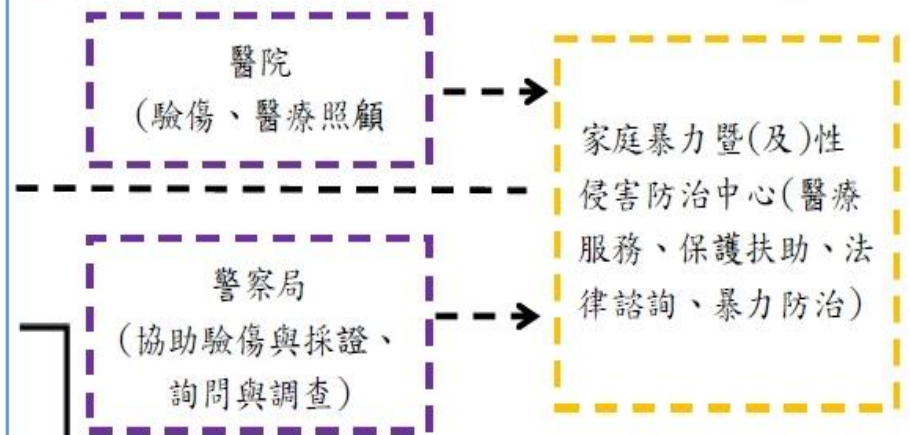 醫院
(驗傷、醫療照顧
家庭暴力暨(及)性
侵害防治中心(醫療
服務、保護扶助、法
律諮詢、暴力防治)
警察局
(協助驗傷與採證、
詢問與調查)